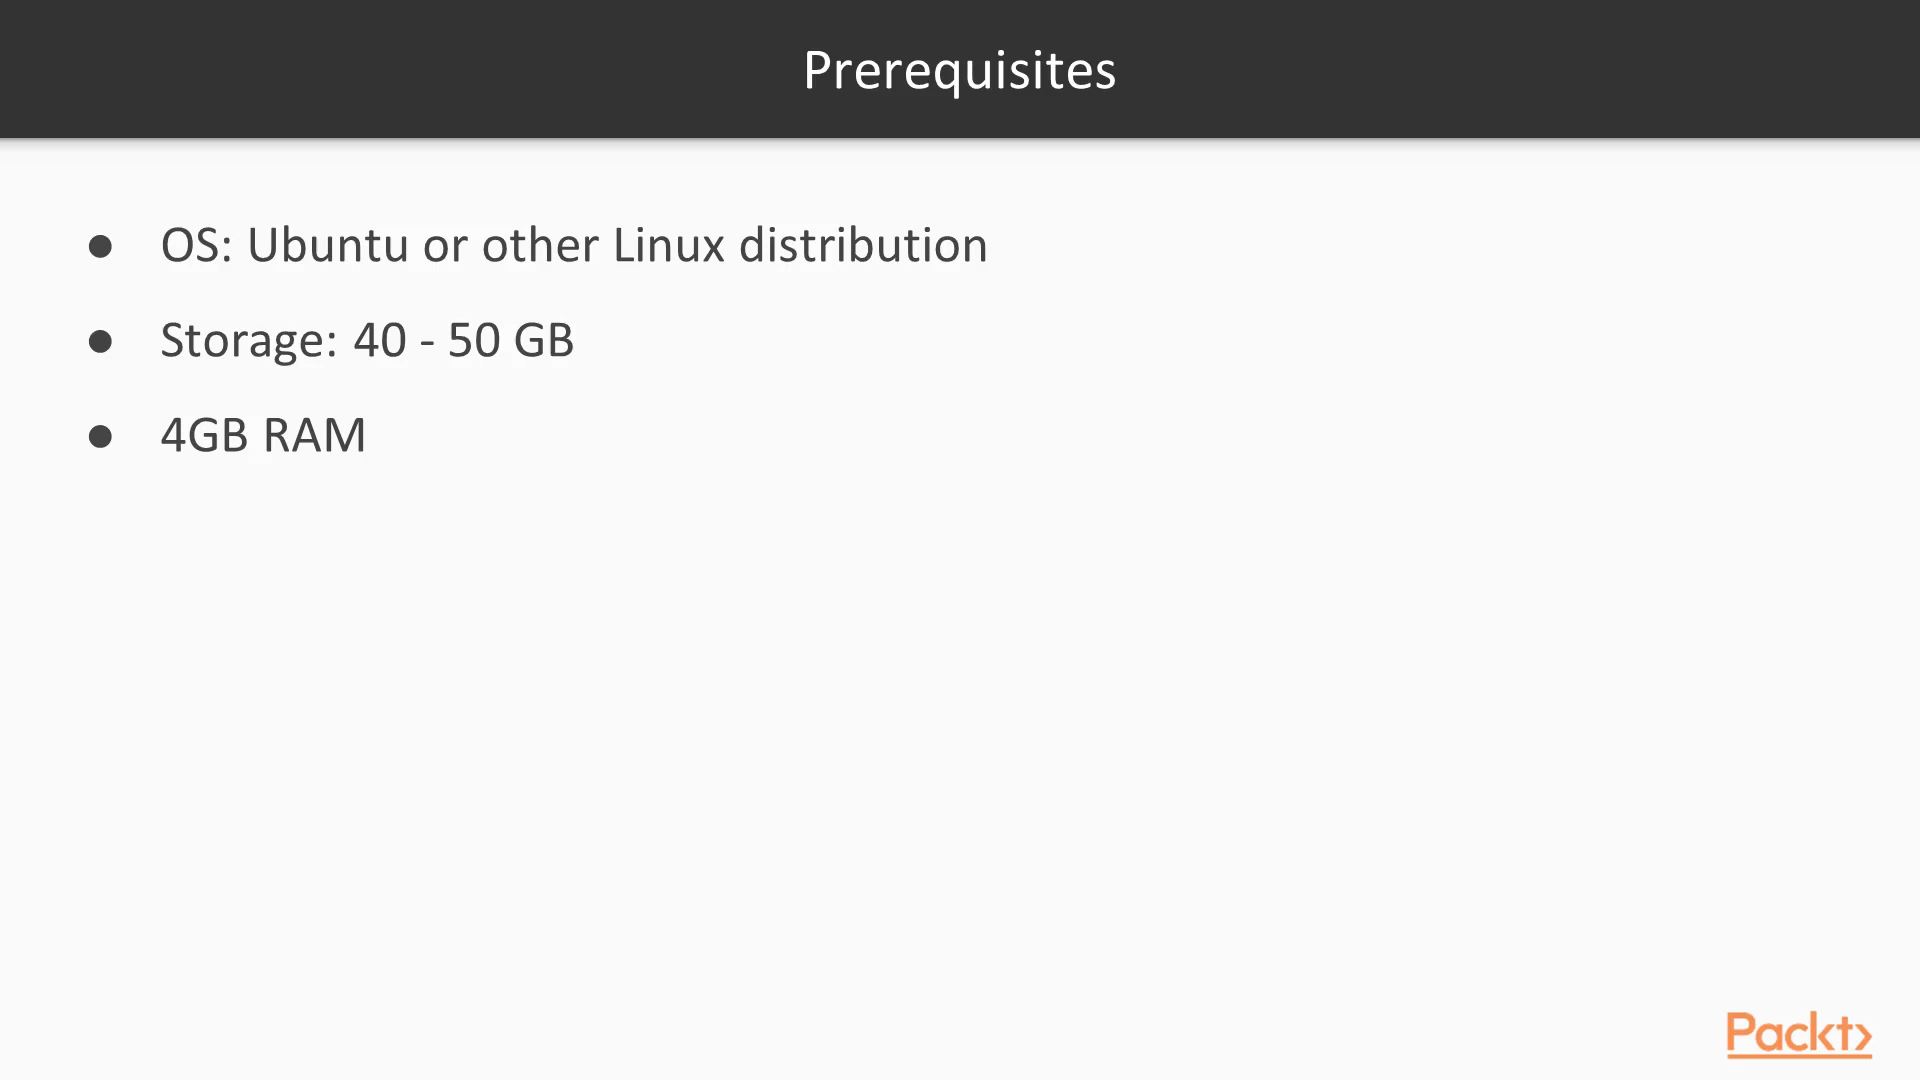 Prerequisites
● OS: Ubuntu or other Linux distribution
● Storage: 40 - 50 GB
● 4GB RAM
Packt>